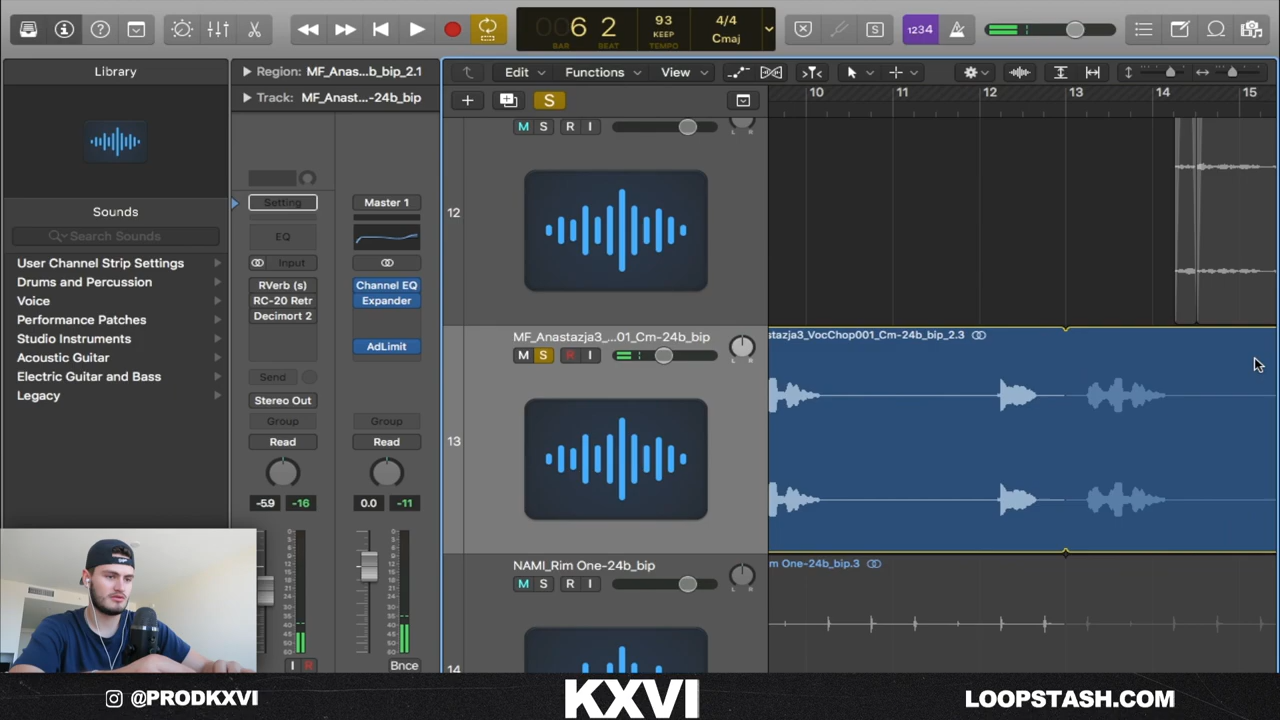 6 2
BAR BEAT
93
KEEP
TEMPO
4/4
Cmaj
1234
S
Library
Sounds
Search Sounds
User Channel Strip Settings
Drums and Percussion
Voice
Performance Patches
Studio Instruments
Acoustic Guitar
Electric Guitar and Bass
Legacy
Region: MF_Anas...b_bip_2.1
Track: MF_Anast...-24b_bip
Setting
EQ
Input
RVerb (s)
RC-20 Retr
Decimort 2
Send
Stereo Out
Group
Read
-5.9 -16
I R
Master 1
Channel EQ
Expander
AdLimit
Group
Read
0.0 -11
Bnce
Edit Functions View
S
10 11 12 13 14 15
M S R I
L R
12
MF_Anastazja3_...01_Cm-24b_bip
M S R I
L R
13
stazja3_VocChop001_Cm-24b_bip_2.3
NAMI_Rim One-24b_bip
M S R I
L R
14
m One-24b_bip.3
@PRODKXVI
KXVI
LOOPSTASH.COM